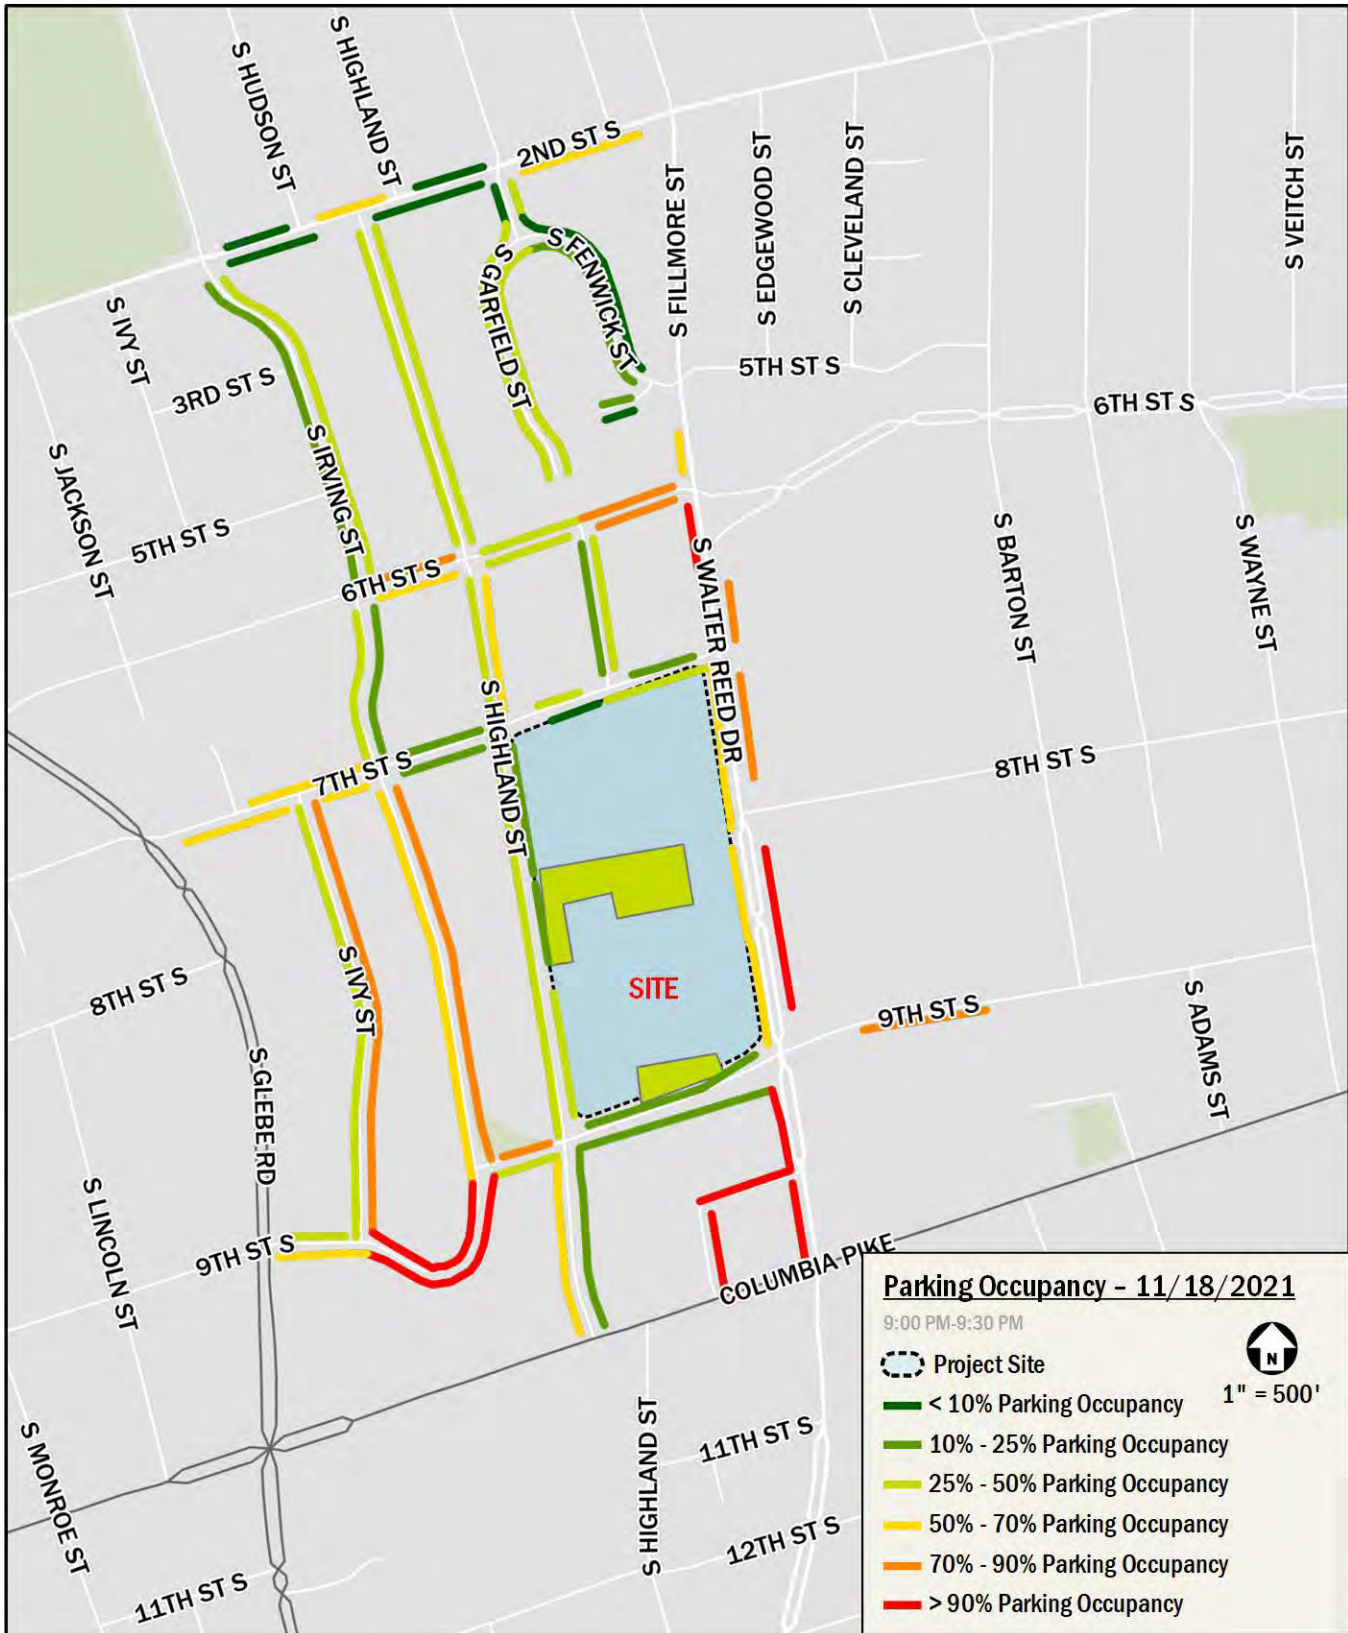 S HUDSON ST
S HIGHLAND ST
2ND ST S
S FILLMORE ST
S EDGEWOOD ST
S CLEVELAND ST
S VEITCH ST
S IVY ST
3RD ST S
S GARFIELD ST
S FENWICK ST
5TH ST S
6TH ST S
S JACKSON ST
5TH ST S
S IRVING ST
6TH ST S
S WALTER REED DR
S BARTON ST
S WAYNE ST
S HIGHLAND ST
7TH ST S
8TH ST S
8TH ST S
S IVY ST
SITE
9TH ST S
S ADAMS ST
S GLEBE RD
S LINCOLN ST
9TH ST S
COLUMBIA PIKE
S MONROE ST
11TH ST S
S HIGHLAND ST
11TH ST S
12TH ST S
Parking Occupancy – 11/18/2021
9:00 PM-9:30 PM
N
1" = 500'
Project Site
< 10% Parking Occupancy
10% - 25% Parking Occupancy
25% - 50% Parking Occupancy
50% - 70% Parking Occupancy
70% - 90% Parking Occupancy
> 90% Parking Occupancy